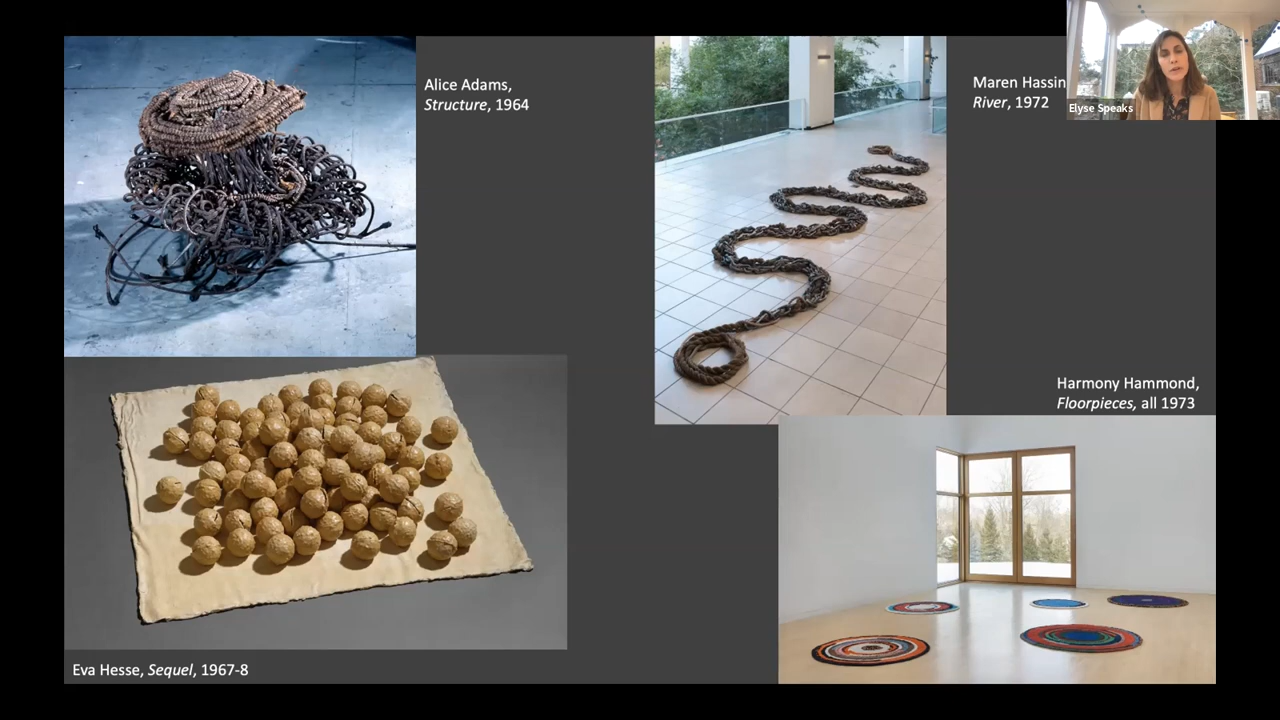 Alice Adams,
Structure, 1964
Maren Hassin
River, 1972
Elyse Speaks
Harmony Hammond,
Floorpieces, all 1973
Eva Hesse, Sequel, 1967-8